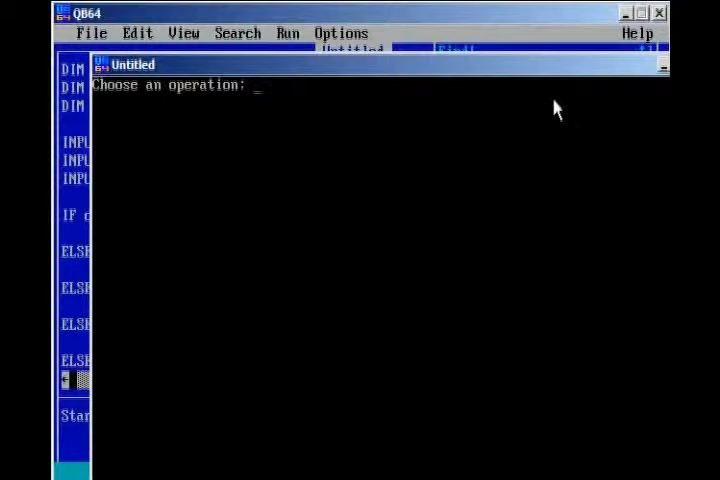 QB64
File Edit View Search Run Options Help
Untitled
Untitled
DIM
Choose an operation: _
DIM
DIM
INPU
INPU
INPU
IF
ELSE
ELSE
ELSE
ELSE
Star